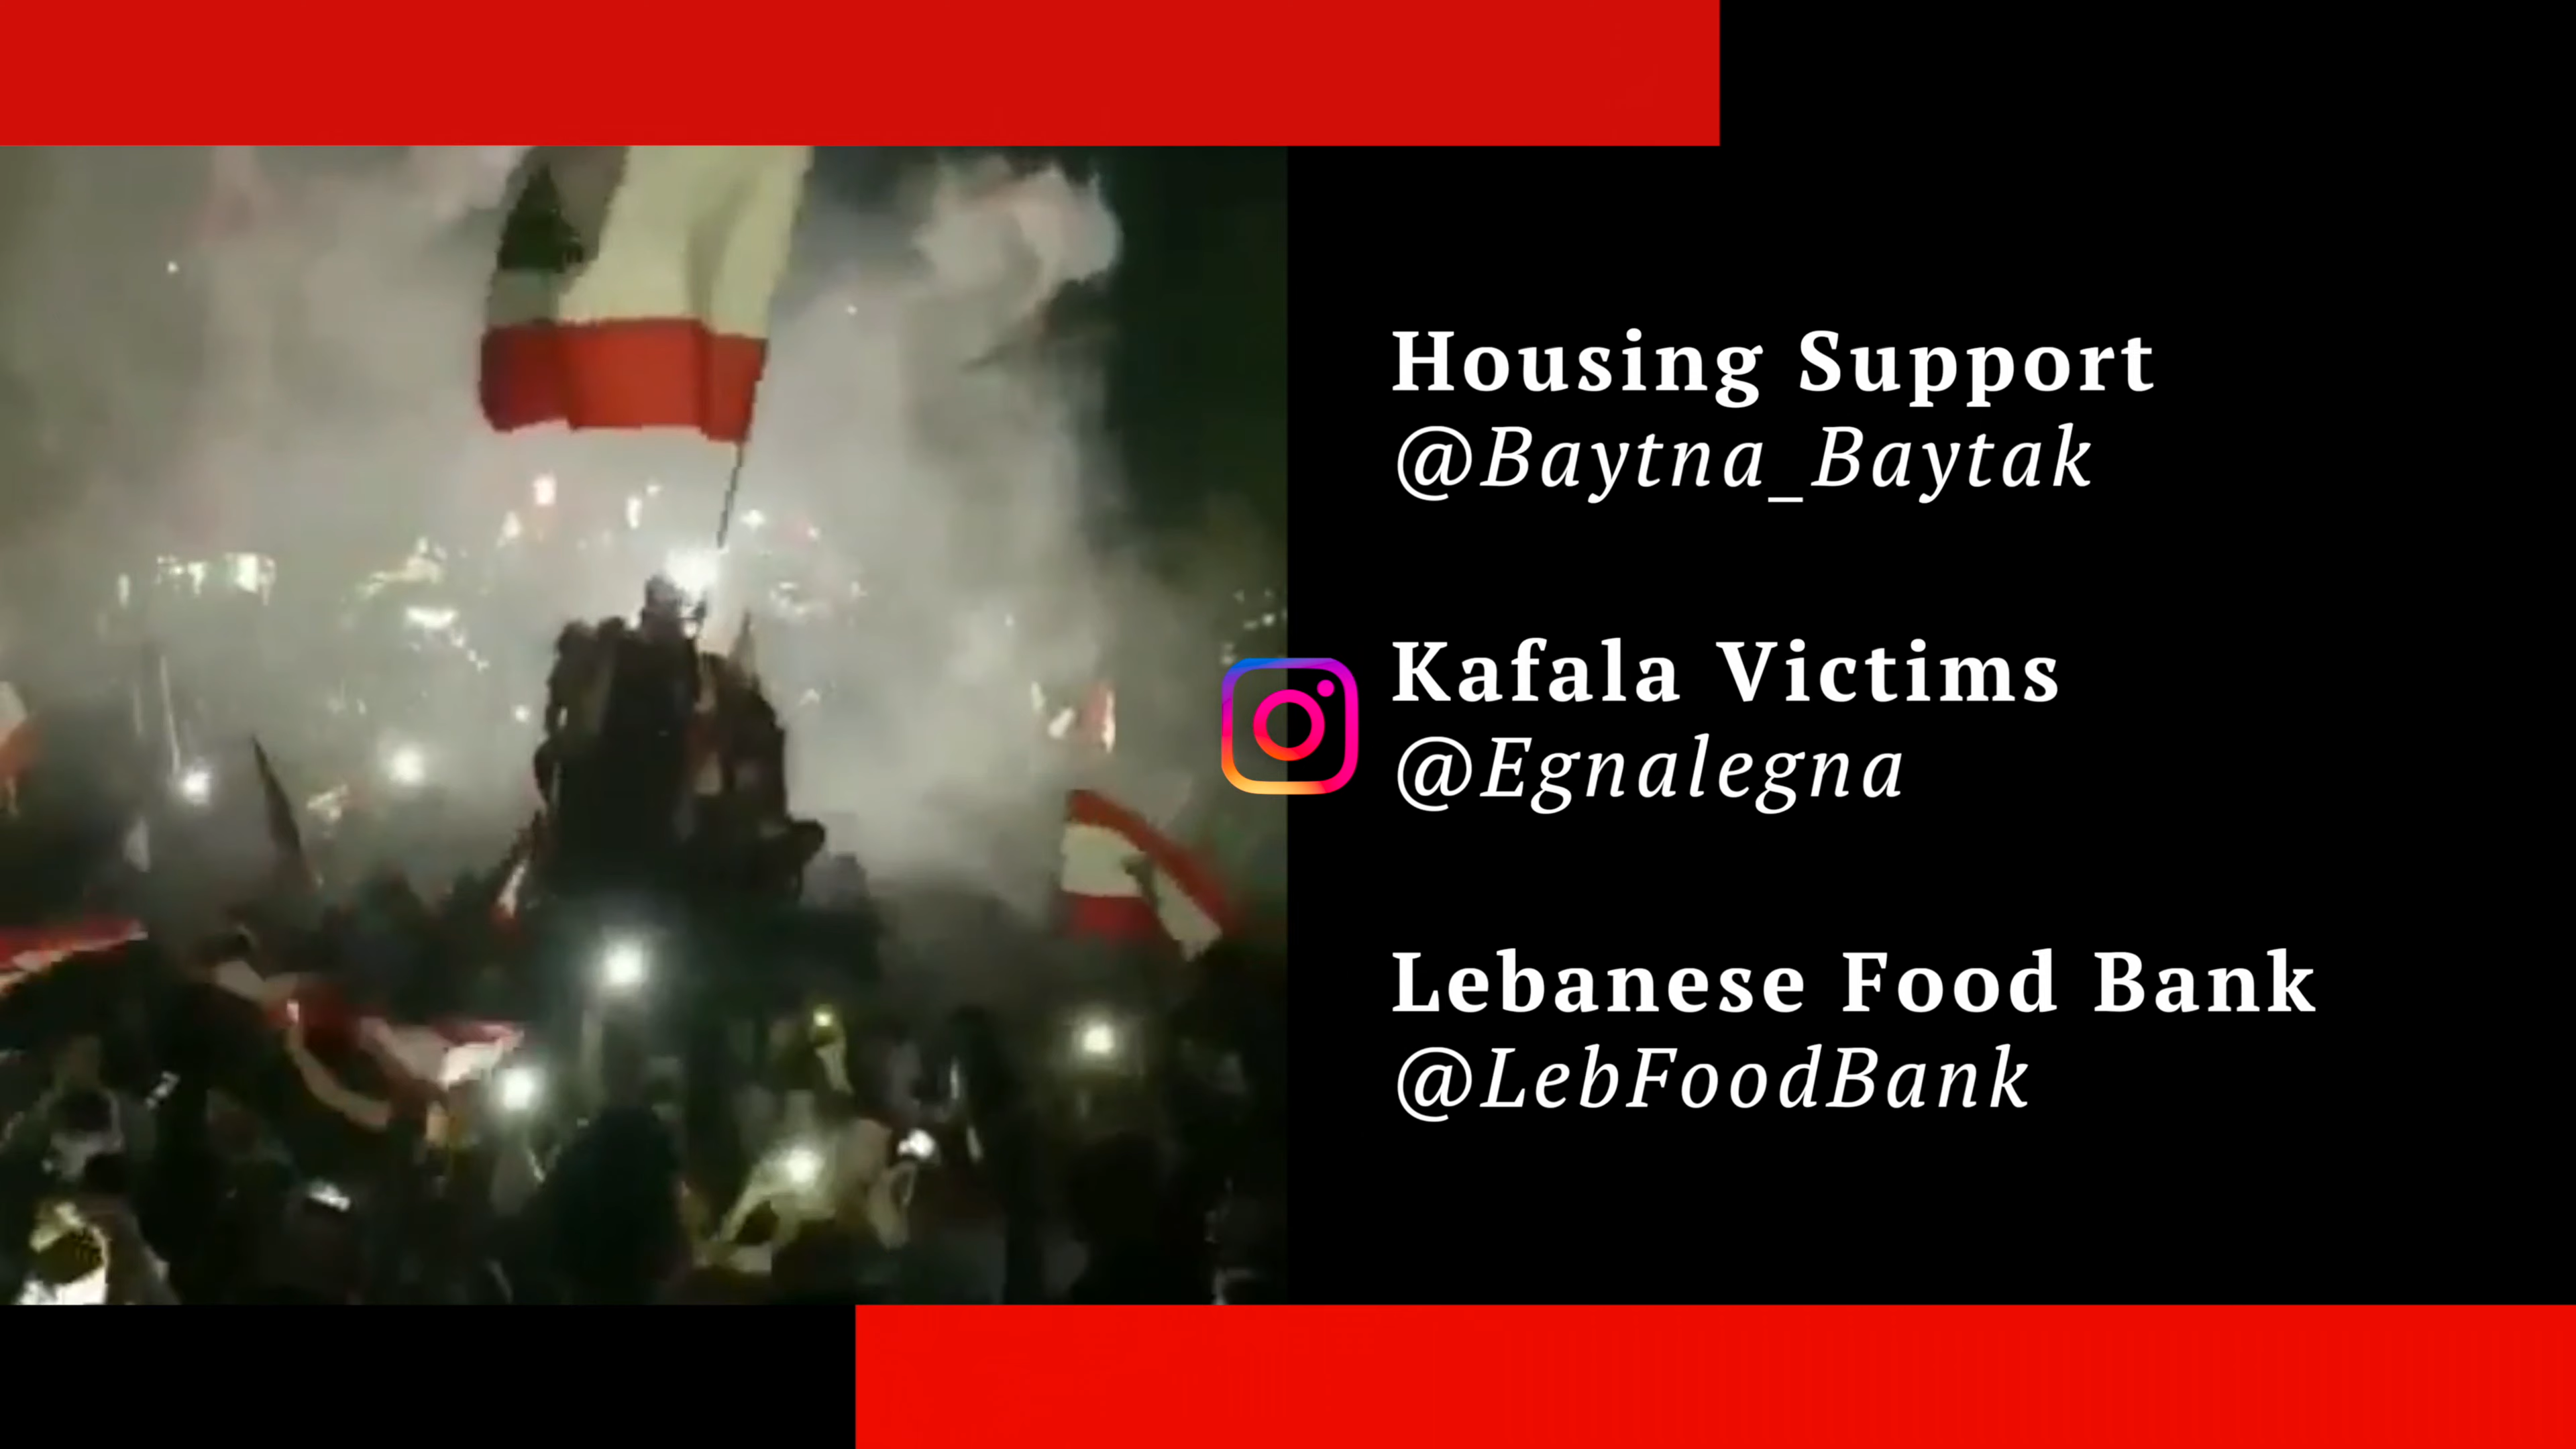 Housing Support
@Baytna_Baytak
Kafala Victims
@Egnalegna
Lebanese Food Bank
@LebFoodBank